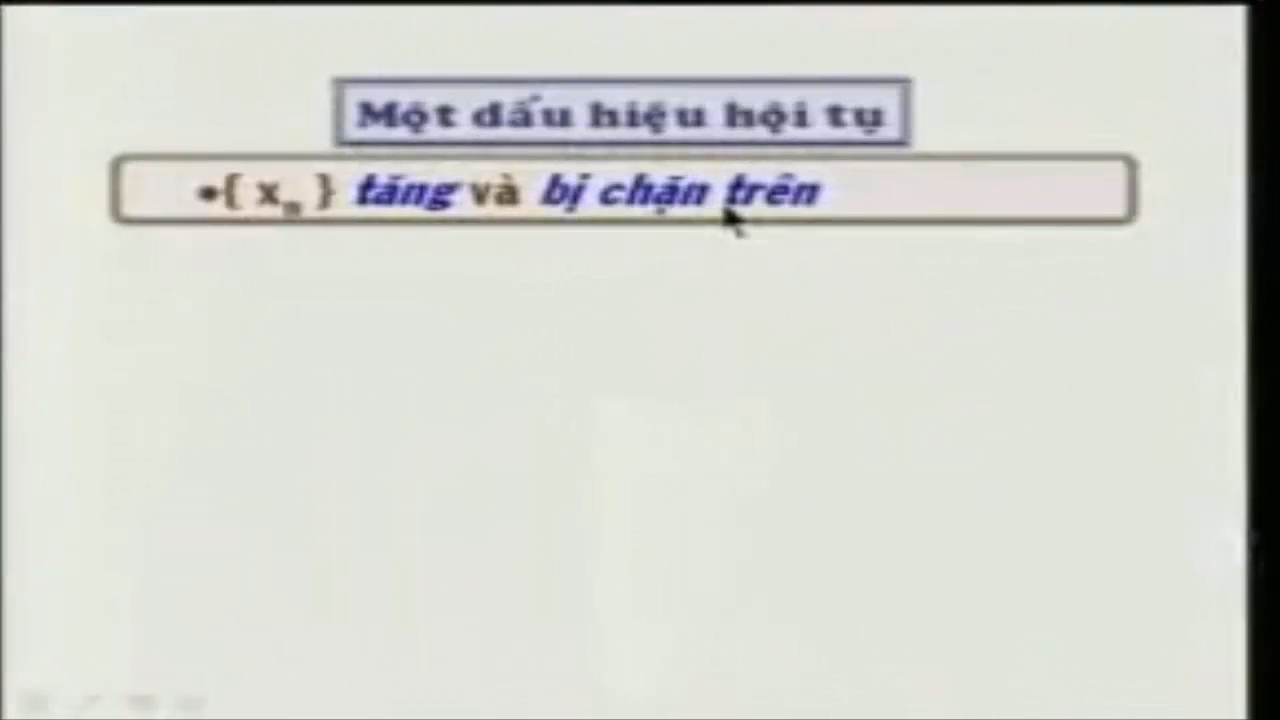 Một dấu hiệu hội tụ
•{ xn } tăng và bị chặn trên